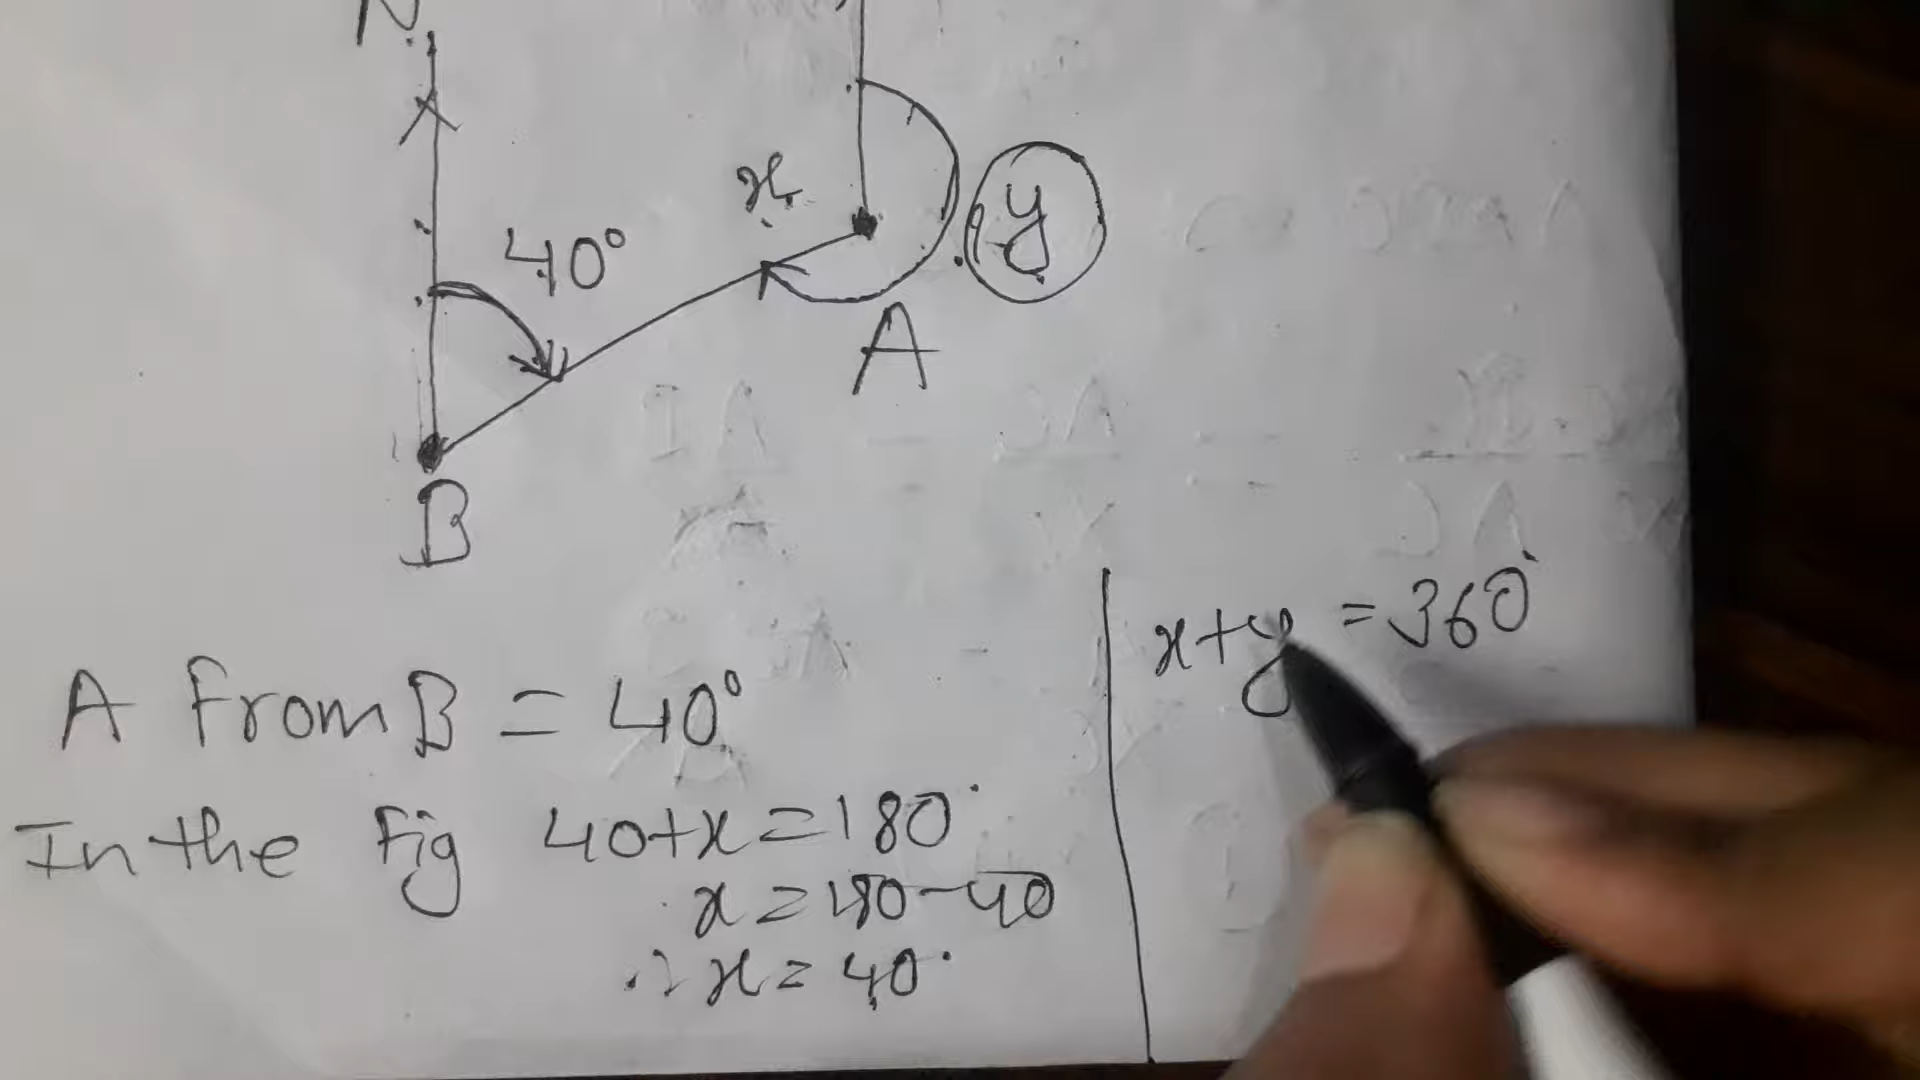 N
x
y
40°
A
B
x+y = 360°
A from B = 40°
In the fig 40+x=180°
x = 180-40
∴ x = 40°